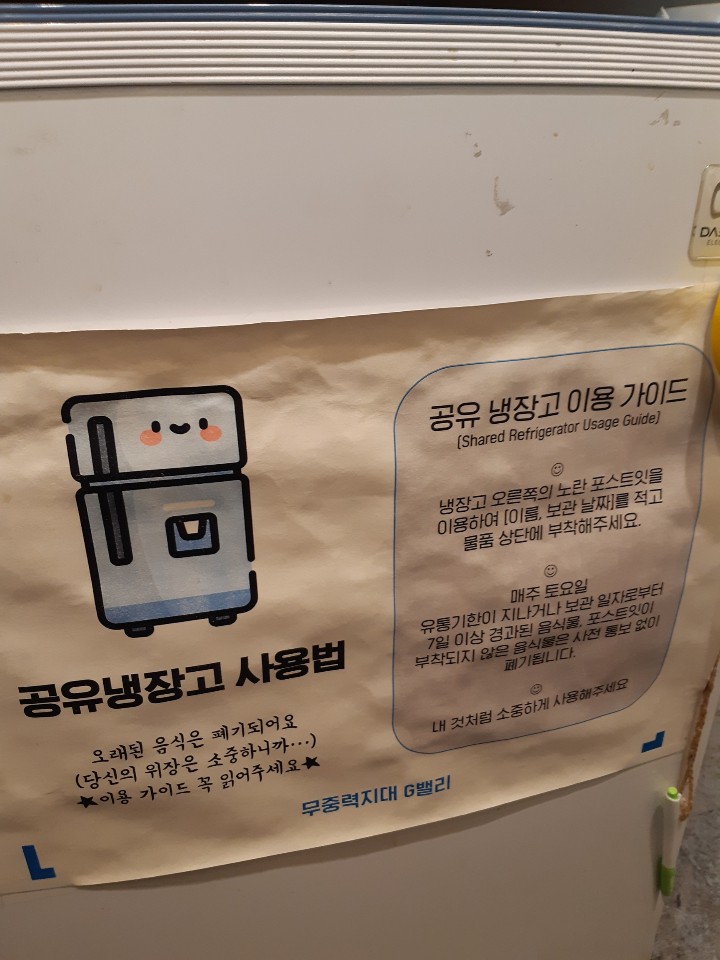 공유냉장고 사용법
오래된 음식은 폐기되어요
(당신의 위장은 소중하니까...)
★이용 가이드 꼭 읽어주세요★
공유 냉장고 이용 가이드
(Shared Refrigerator Usage Guide)
냉장고 오른쪽의 노란 포스트잇을
이용하여 [이름, 보관 날짜]를 적고
물품 상단에 부착해주세요.
매주 토요일
유통기한이 지나거나 보관 일자로부터
7일 이상 경과된 음식물, 포스트잇이
부착되지 않은 음식물은 사전 통보 없이
폐기됩니다.
내 것처럼 소중하게 사용해주세요
무중력지대 G밸리